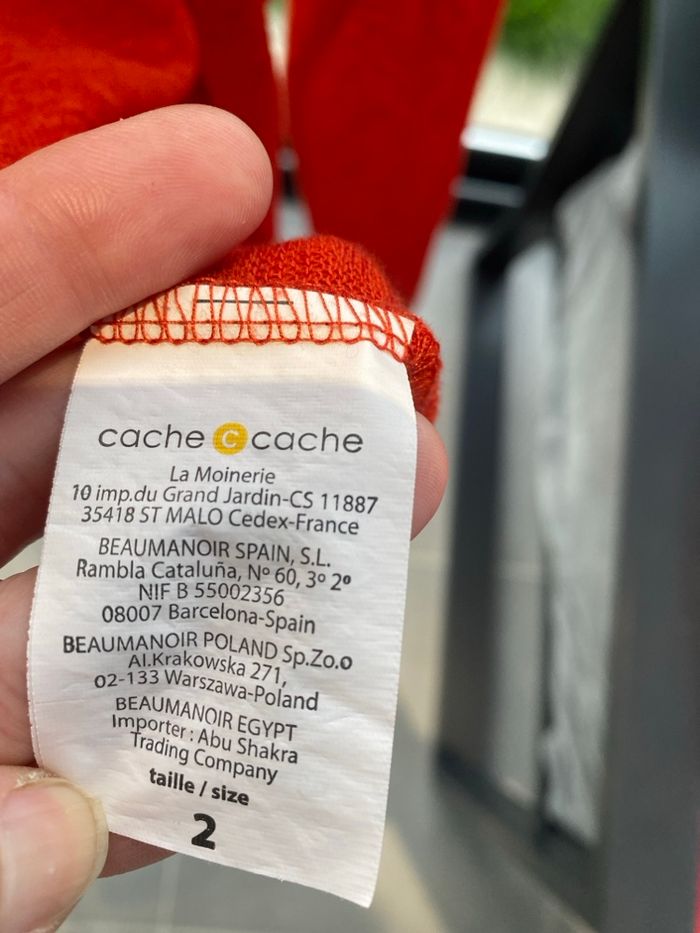 cache c cache
La Moinerie
10 imp.du Grand Jardin-CS 11887
35418 ST MALO Cedex-France
BEAUMANOIR SPAIN, S.L.
Rambla Cataluña, Nº 60, 3º 2º
NIF B 55002356
08007 Barcelona-Spain
BEAUMANOIR POLAND Sp.Zo.o
Al.Krakowska 271,
02-133 Warszawa-Poland
BEAUMANOIR EGYPT
Importer : Abu Shakra
Trading Company
taille / size
2